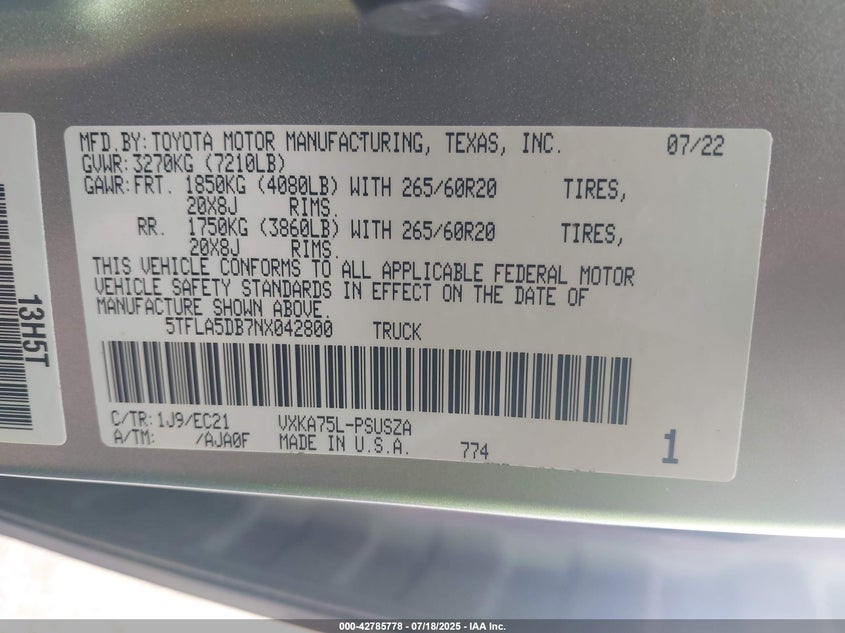 MFD.BY:TOYOTA MOTOR MANUFACTURING, TEXAS, INC. 07/22
GVWR:3270KG (7210LB)
GAWR:FRT. 1850KG (4080LB) WITH 265/60R20 TIRES,
20X8J RIMS.
RR. 1750KG (3860LB) WITH 265/60R20 TIRES,
20X8J RIMS.
THIS VEHICLE CONFORMS TO ALL APPLICABLE FEDERAL MOTOR
VEHICLE SAFETY STANDARDS IN EFFECT ON THE DATE OF
MANUFACTURE SHOWN ABOVE.
5TFLA5DB7NX042800 TRUCK
C/TR:1J9/EC21 VXKA75L-PSUSZA
A/TM: /AJA0F MADE IN U.S.A. 774 1
13H5T
000-42785778 - 07/18/2025 - IAA Inc.